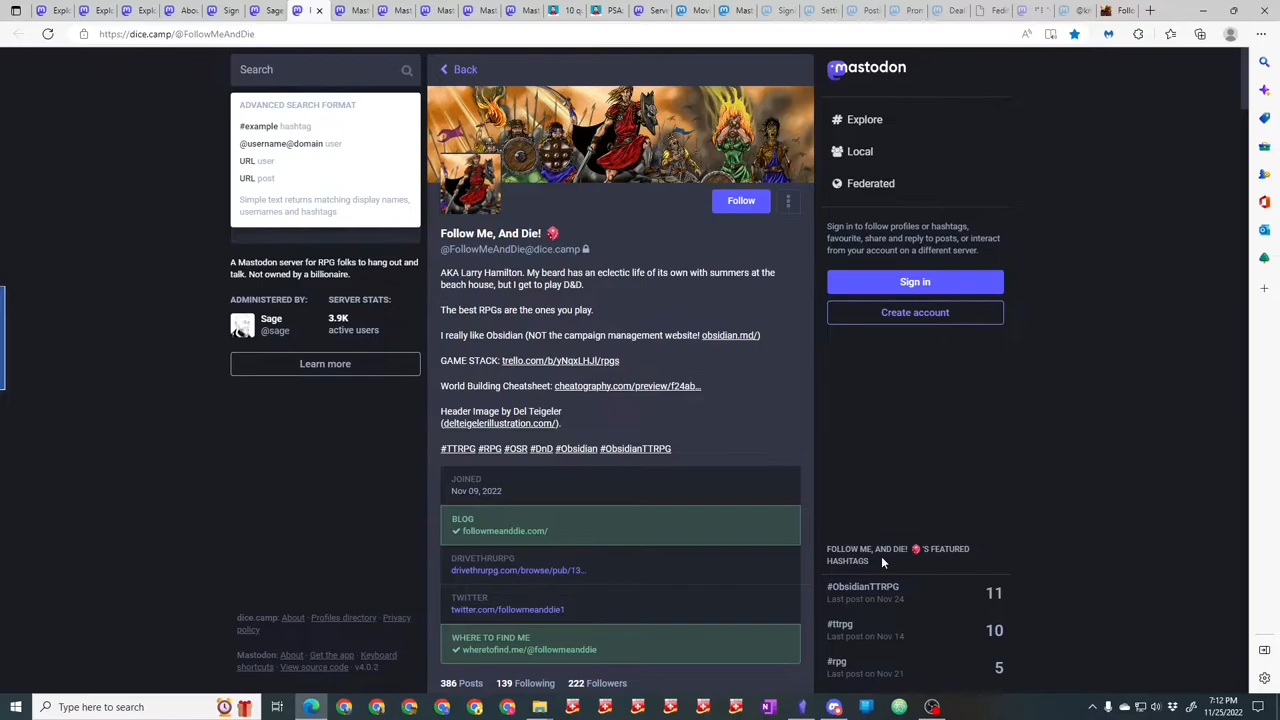 https://dice.camp/@FollowMeAndDie
Search
ADVANCED SEARCH FORMAT
#example hashtag
@username@domain user
URL user
URL post
Simple text returns matching display names,
usernames and hashtags
A Mastodon server for RPG folks to hang out and
talk. Not owned by a billionaire.
ADMINISTERED BY:
Sage
@sage
SERVER STATS:
3.9K
active users
Learn more
dice.camp: About · Profiles directory · Privacy
policy
Mastodon: About · Get the app · Keyboard
shortcuts · View source code · v4.0.2
Back
Follow
Follow Me, And Die!
@FollowMeAndDie@dice.camp
AKA Larry Hamilton. My beard has an eclectic life of its own with summers at the
beach house, but I get to play D&D.
The best RPGs are the ones you play.
I really like Obsidian (NOT the campaign management website! obsidian.md/)
GAME STACK: trello.com/b/yNqxLHJl/rpgs
World Building Cheatsheet: cheatography.com/preview/f24ab…
Header Image by Del Teigeler
(delteigelerillustration.com/).
#TTRPG #RPG #OSR #DnD #Obsidian #ObsidianTTRPG
JOINED
Nov 09, 2022
BLOG
followmeanddie.com/
DRIVETHRURPG
drivethrurpg.com/browse/pub/13…
TWITTER
twitter.com/followmeanddie1
WHERE TO FIND ME
wheretofind.me/@followmeanddie
386 Posts 139 Following 222 Followers
mastodon
Explore
Local
Federated
Sign in to follow profiles or hashtags,
favourite, share and reply to posts, or interact
from your account on a different server.
Sign in
Create account
FOLLOW ME, AND DIE! 'S FEATURED
HASHTAGS
#ObsidianTTRPG
Last post on Nov 24
11
#ttrpg
Last post on Nov 14
10
#rpg
Last post on Nov 21
5
Type here to search
7:12 PM
11/25/2022